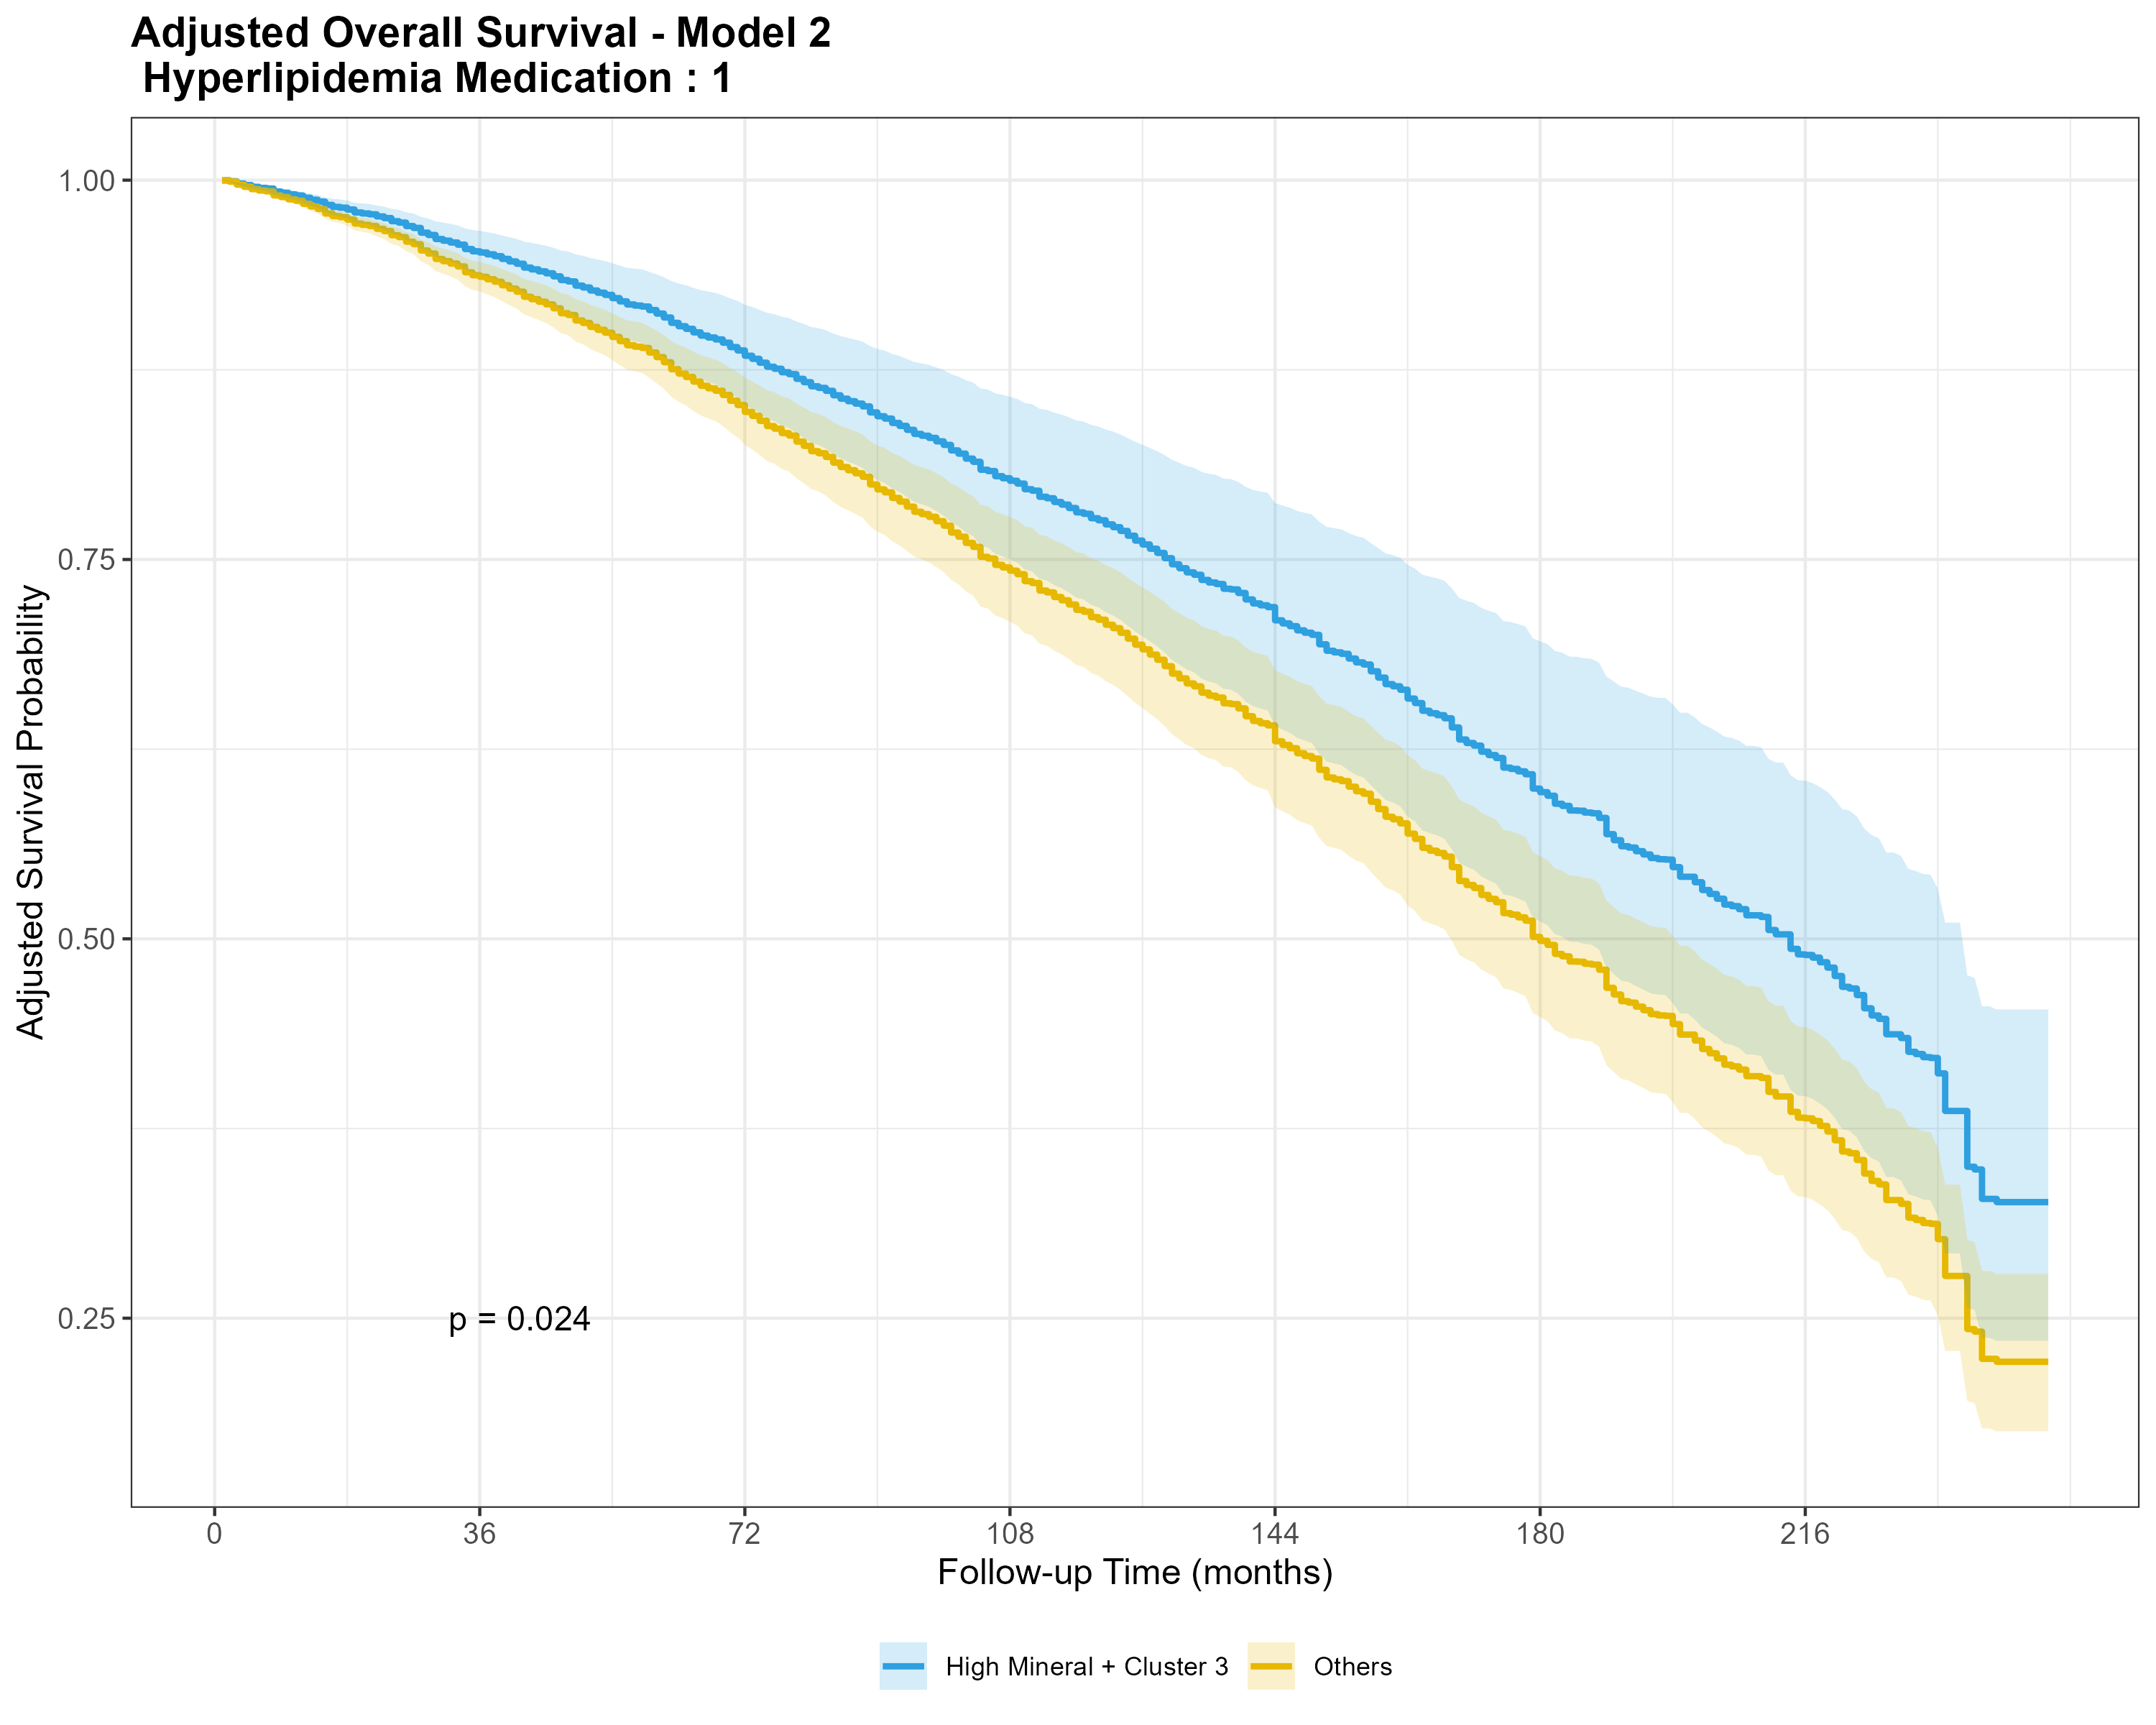 Adjusted Overall Survival - Model 2
Hyperlipidemia Medication : 1
Adjusted Survival Probability
1.00
0.75
0.50
0.25
p = 0.024
0 36 72 108 144 180 216
Follow-up Time (months)
High Mineral + Cluster 3 Others